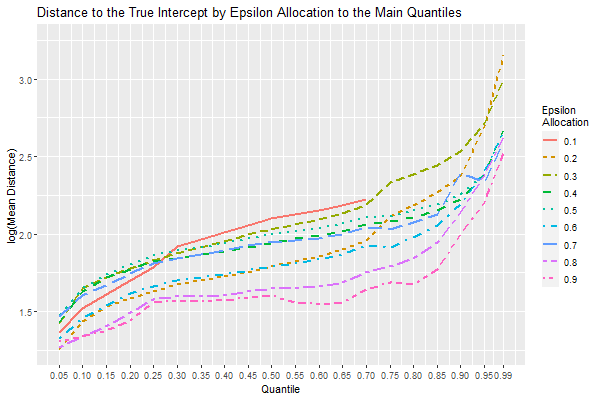 Distance to the True Intercept by Epsilon Allocation to the Main Quantiles
log(Mean Distance)
3.0
2.5
2.0
1.5
0.05 0.10 0.15 0.20 0.25 0.30 0.35 0.40 0.45 0.50 0.55 0.60 0.65 0.70 0.75 0.80 0.85 0.90 0.95 0.99
Quantile
Epsilon
Allocation
0.1
0.2
0.3
0.4
0.5
0.6
0.7
0.8
0.9